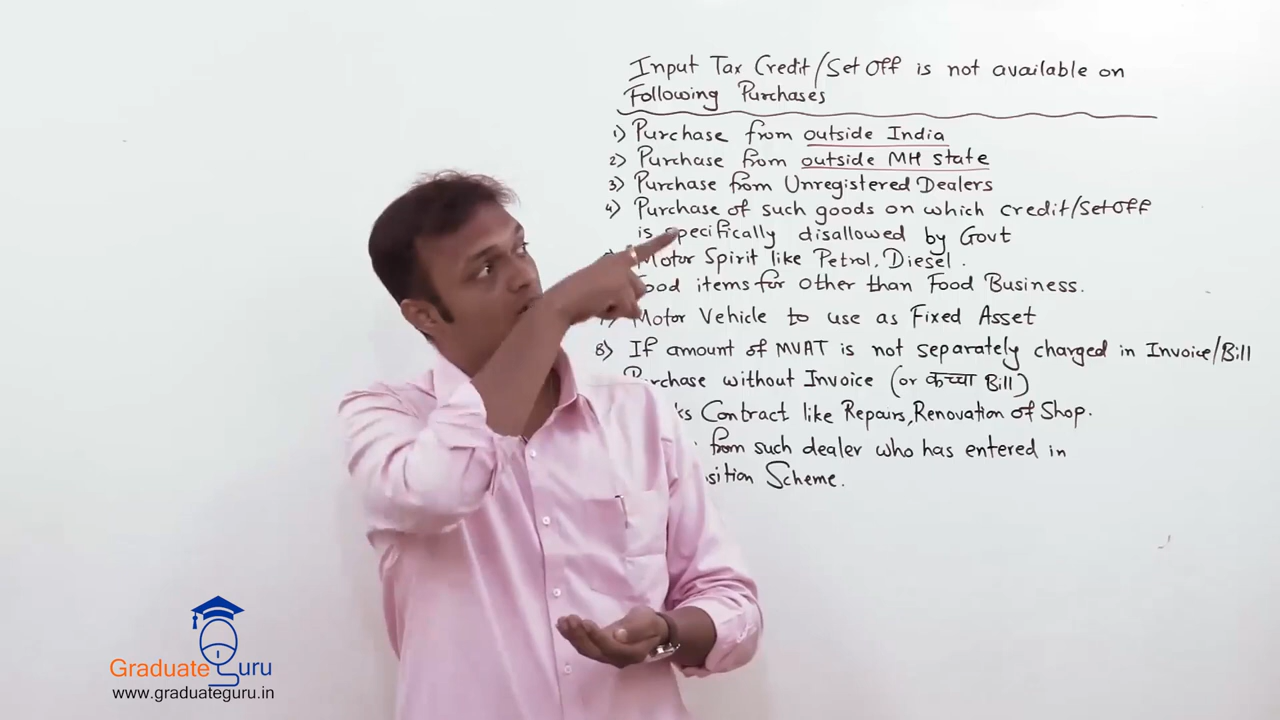 Input Tax Credit/Set Off is not available on
Following Purchases
1) Purchase from outside India
2) Purchase from outside MH state
3) Purchase from Unregistered Dealers
4) Purchase of such goods on which credit/set off
is specifically disallowed by Govt
Motor Spirit like Petrol, Diesel.
Food items for other than Food Business.
7) Motor Vehicle to use as Fixed Asset
8) If amount of MVAT is not separately charged in Invoice/Bill
Purchase without Invoice (or कच्चा Bill)
ks Contract like Repairs, Renovation of Shop.
from such dealer who has entered in
sition Scheme.
Graduate Guru
www.graduateguru.in